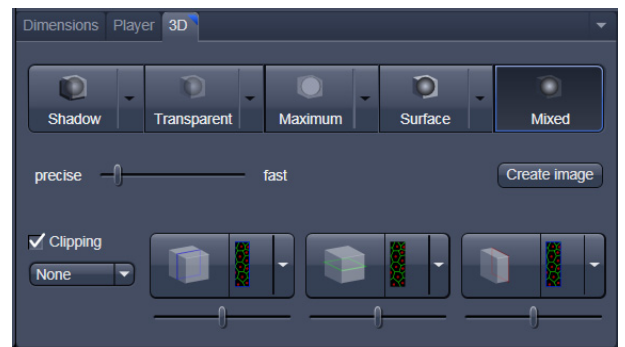 Dimensions Player 3D
Shadow Transparent Maximum Surface Mixed
precise fast Create image
Clipping
None